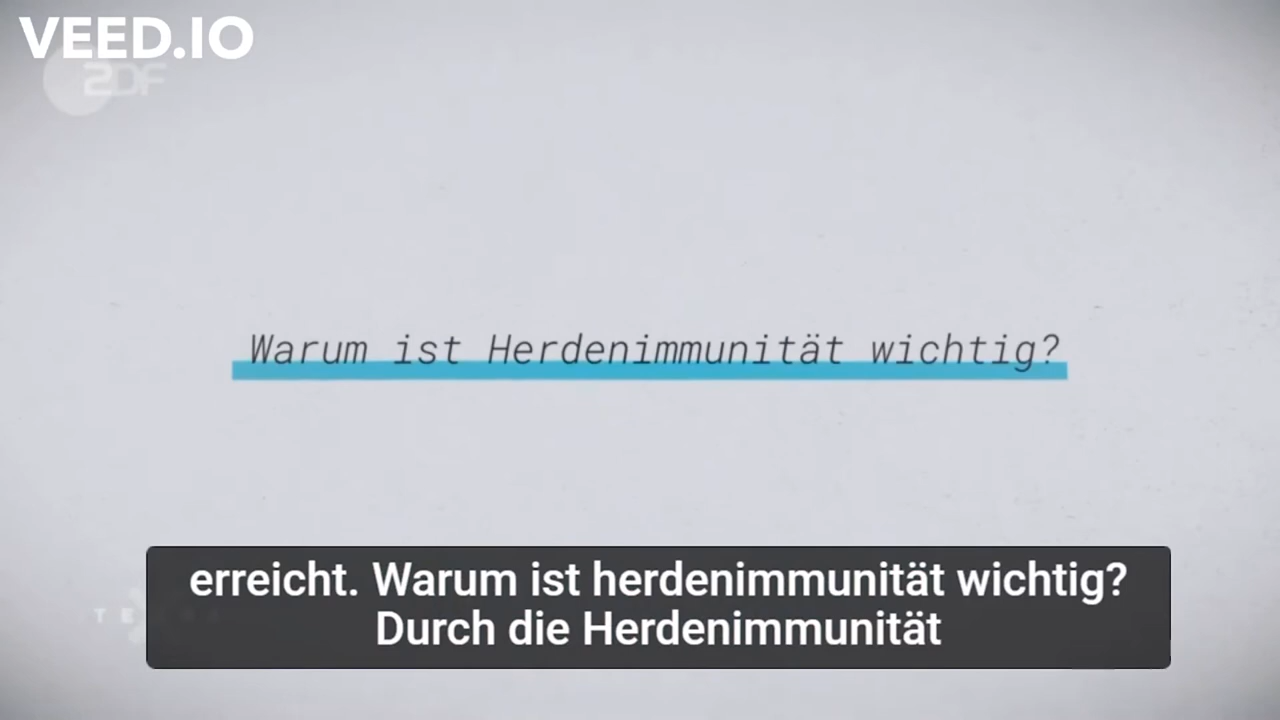 VEED.IO
ZDF
Warum ist Herdenimmunität wichtig?
erreicht. Warum ist herdenimmunität wichtig?
Durch die Herdenimmunität